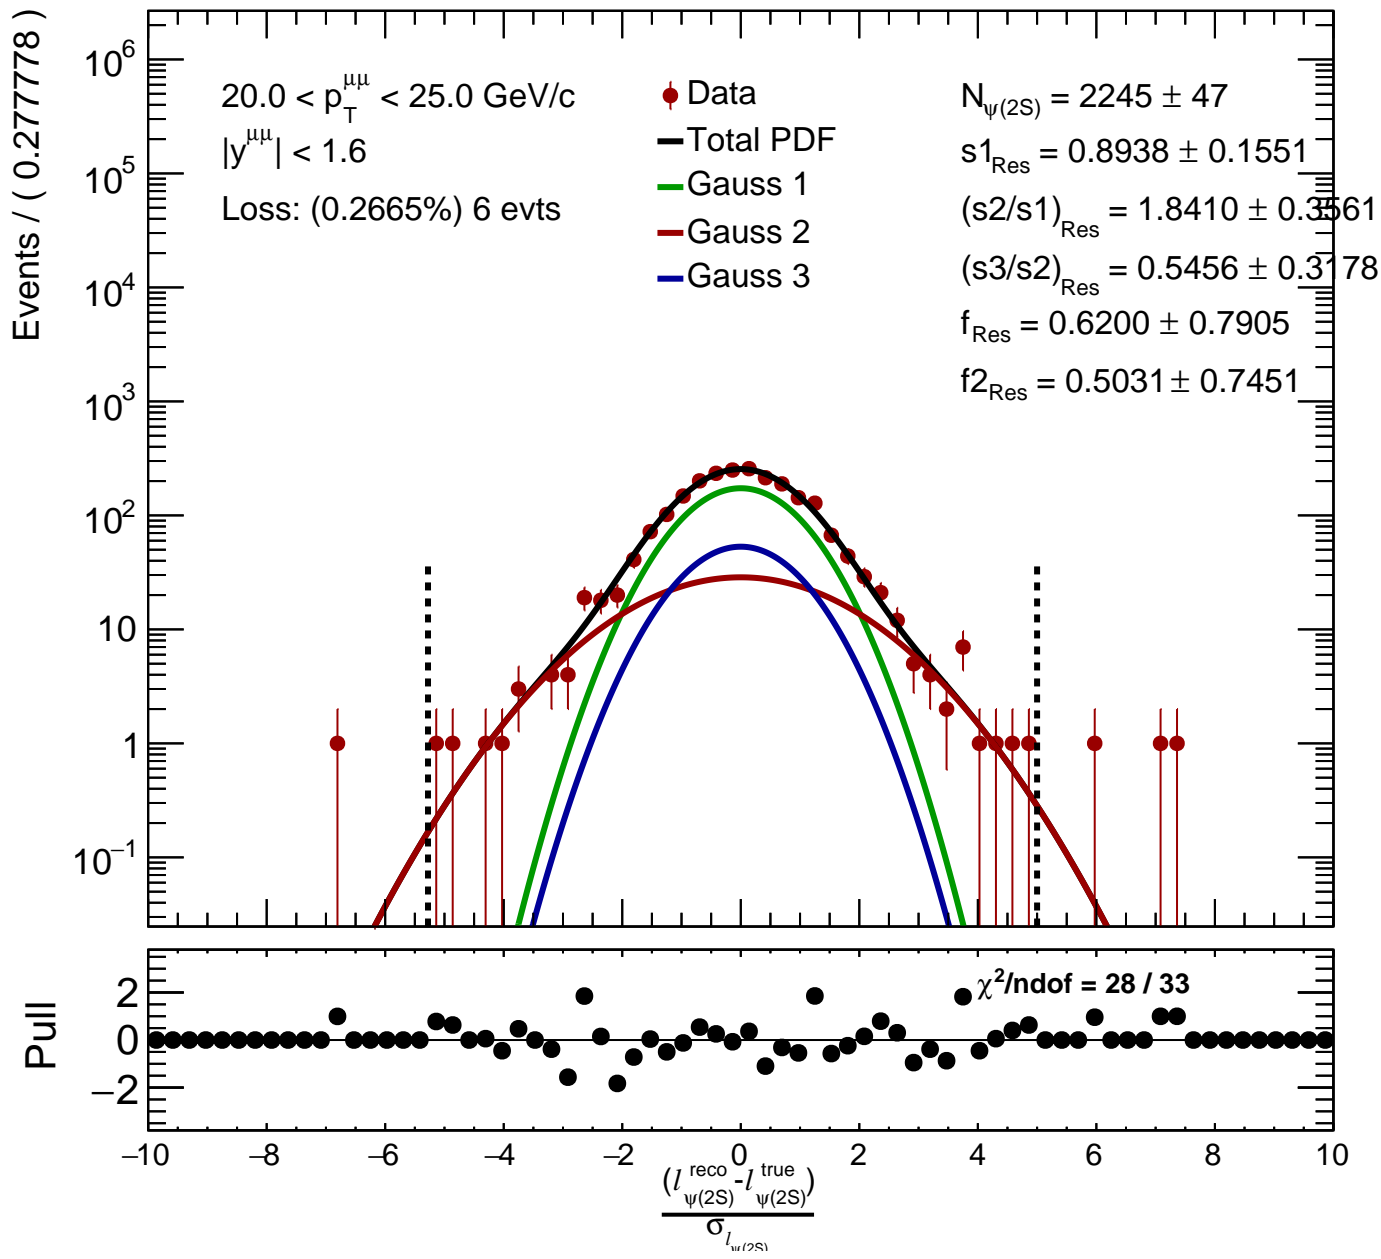 Events / ( 0.2777778 )
10^6
10^5
10^4
10^3
10^2
10
1
10^−1
20.0 < p_T^μμ < 25.0 GeV/c
|y^μμ| < 1.6
Loss: (0.2665%) 6 evts
Data
Total PDF
Gauss 1
Gauss 2
Gauss 3
N_ψ(2S) = 2245 ± 47
s1_Res = 0.8938 ± 0.1551
(s2/s1)_Res = 1.8410 ± 0.3561
(s3/s2)_Res = 0.5456 ± 0.3178
f_Res = 0.6200 ± 0.7905
f2_Res = 0.5031 ± 0.7451
Pull
2
0
−2
χ²/ndof = 28 / 33
−10 −8 −6 −4 −2 0 2 4 6 8 10
(l_ψ(2S)^reco - l_ψ(2S)^true)
σ_l_ψ(2S)